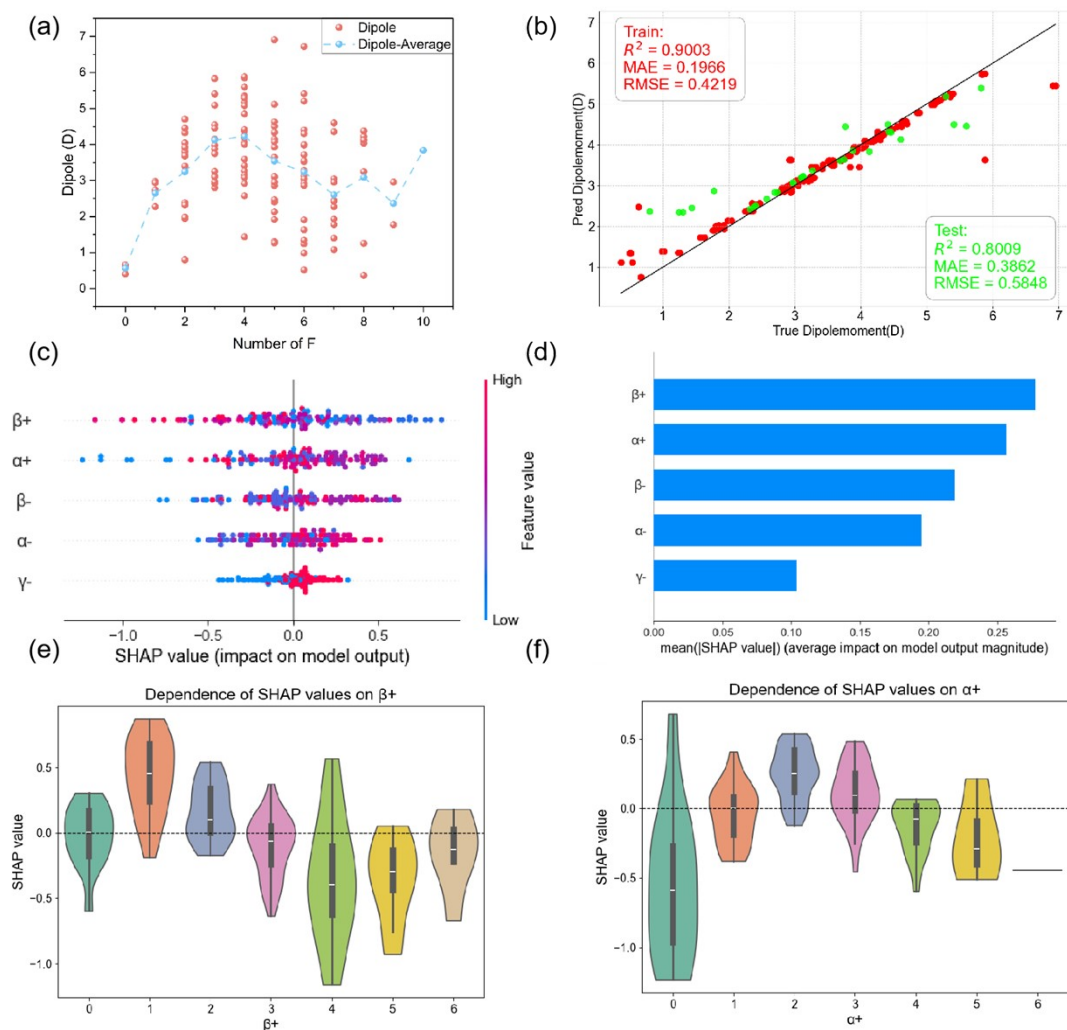 (a)
Dipole
Dipole-Average
7
6
5
4
3
2
1
0
Dipole (D)
0 2 4 6 8 10
Number of F
(b)
7
6
5
4
3
2
1
Pred Dipolemoment(D)
Train:
R² = 0.9003
MAE = 0.1966
RMSE = 0.4219
Test:
R² = 0.8009
MAE = 0.3862
RMSE = 0.5848
1 2 3 4 5 6 7
True Dipolemoment(D)
(c)
High
β+
α+
β-
α-
γ-
Feature value
Low
−1.0 −0.5 0.0 0.5
SHAP value (impact on model output)
(d)
β+
α+
β-
α-
γ-
0.00 0.05 0.10 0.15 0.20 0.25
mean(|SHAP value|) (average impact on model output magnitude)
(e)
Dependence of SHAP values on β+
0.5
0.0
−0.5
−1.0
SHAP value
0 1 2 3 4 5 6
β+
(f)
Dependence of SHAP values on α+
0.5
0.0
−0.5
−1.0
SHAP value
0 1 2 3 4 5 6
α+